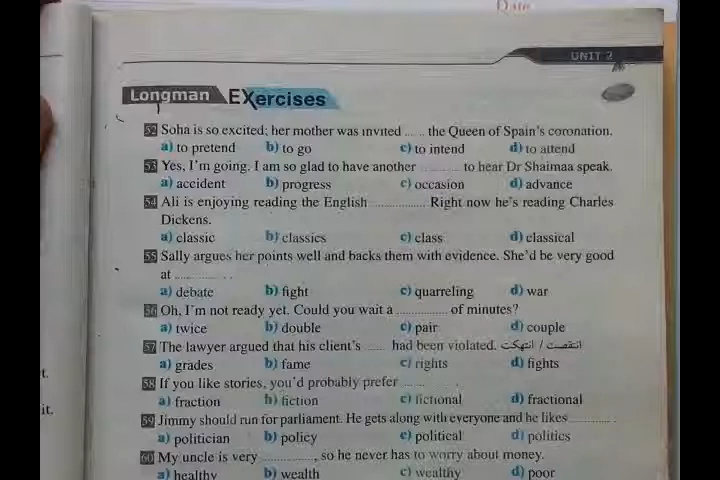 Date
UNIT 2
Longman EXercises
52 Soha is so excited; her mother was invited ..... the Queen of Spain's coronation.
a) to pretend b) to go c) to intend d) to attend
53 Yes, I'm going. I am so glad to have another .......... to hear Dr Shaimaa speak.
a) accident b) progress c) occasion d) advance
54 Ali is enjoying reading the English .............. Right now he's reading Charles
Dickens.
a) classic b) classics c) class d) classical
55 Sally argues her points well and backs them with evidence. She'd be very good
at .............. .
a) debate b) fight c) quarreling d) war
56 Oh, I'm not ready yet. Could you wait a .............. of minutes?
a) twice b) double c) pair d) couple
57 The lawyer argued that his client's ..... had been violated. انتقصت / انتهكت
a) grades b) fame c) rights d) fights
58 If you like stories, you'd probably prefer ...... .
a) fraction b) fiction c) fictional d) fractional
59 Jimmy should run for parliament. He gets along with everyone and he likes ............ .
a) politician b) policy c) political d) politics
60 My uncle is very .............. , so he never has to worry about money.
a) healthy b) wealth c) wealthy d) poor
t.
it.